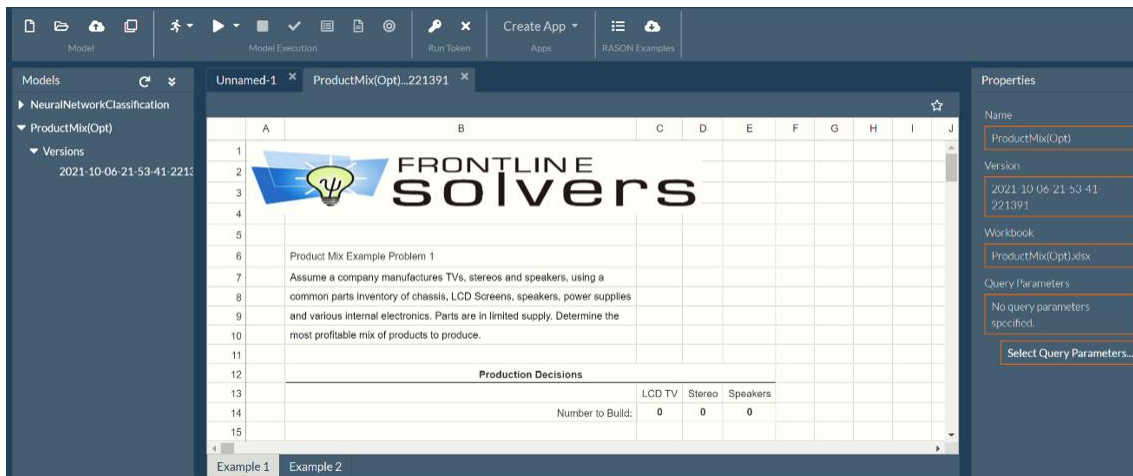 Create App
Model
Model Execution
Run Token
Apps
RASON Examples
Models
NeuralNetworkClassification
ProductMix(Opt)
Versions
2021-10-06-21-53-41-2213
Unnamed-1
ProductMix(Opt)...221391
A B C D E F G H I J
1
2
3
4
FRONTLINE
solvers
5
6 Product Mix Example Problem 1
7 Assume a company manufactures TVs, stereos and speakers, using a
8 common parts inventory of chassis, LCD Screens, speakers, power supplies
9 and various internal electronics. Parts are in limited supply. Determine the
10 most profitable mix of products to produce.
11
12 Production Decisions
13 LCD TV Stereo Speakers
14 Number to Build: 0 0 0
15
Example 1 Example 2
Properties
Name
ProductMix(Opt)
Version
2021-10-06-21-53-41-
221391
Workbook
ProductMix(Opt).xlsx
Query Parameters
No query parameters
specified.
Select Query Parameters...